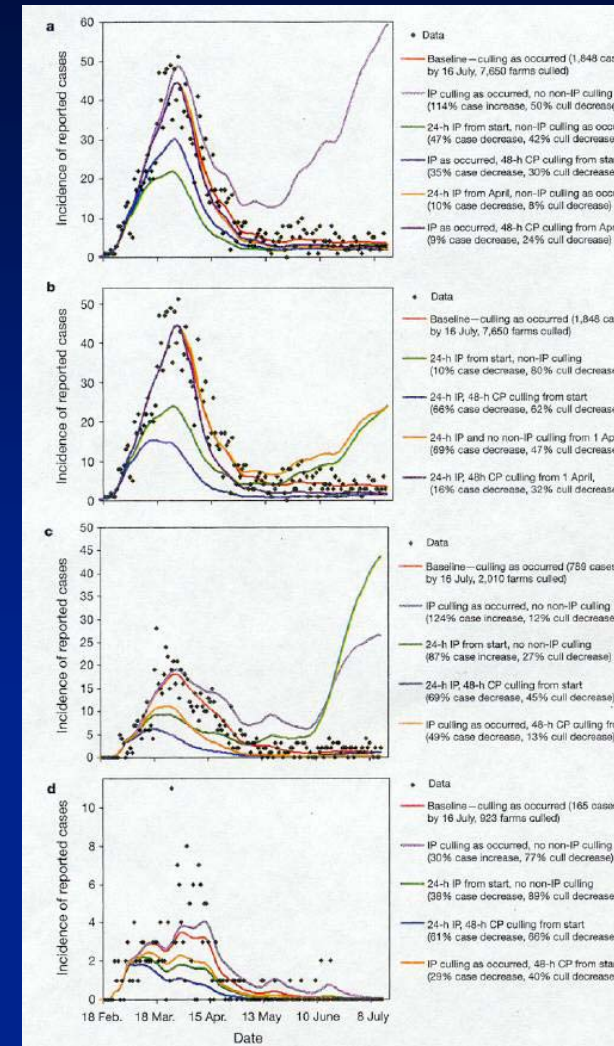 a
Incidence of reported cases
60
50
40
30
20
10
0
Data
Baseline—culling as occurred (1,848 cas
by 16 July, 7,650 farms culled)
IP culling as occurred, no non-IP culling
(114% case increase, 50% cull decrease
24-h IP from start, non-IP culling as occu
(47% case decrease, 42% cull decrease
IP as occurred, 48-h CP culling from star
(35% case decrease, 30% cull decrease
24-h IP from April, non-IP culling as occu
(10% case decrease, 8% cull decrease)
IP as occurred, 48-h CP culling from Apr
(9% case decrease, 24% cull decrease)
b
Incidence of reported cases
50
40
30
20
10
0
Data
Baseline—culling as occurred (1,848 cas
by 16 July, 7,650 farms culled)
24-h IP from start, non-IP culling
(10% case decrease, 60% cull decrease
24-h IP, 48-h CP culling from start
(66% case decrease, 62% cull decrease
24-h IP and no non-IP culling from 1 Apr
(69% case decrease, 47% cull decrease
24-h IP, 48h CP culling from 1 April,
(16% case decrease, 32% cull decrease
c
Incidence of reported cases
50
45
40
35
30
25
20
15
10
5
0
Data
Baseline—culling as occurred (789 cases
by 16 July, 2,010 farms culled)
IP culling as occurred, no non-IP culling
(124% case increase, 12% cull decrease
24-h IP from start, no non-IP culling
(87% case increase, 27% cull decrease)
24-h IP, 48-h CP culling from start
(69% case decrease, 45% cull decrease)
IP culling as occurred, 48-h CP culling fro
(49% case decrease, 13% cull decrease)
d
Incidence of reported cases
10
8
6
4
2
0
Data
Baseline—culling as occurred (165 cases
by 16 July, 923 farms culled)
IP culling as occurred, no non-IP culling
(30% case increase, 77% cull decrease)
24-h IP from start, no non-IP culling
(38% case decrease, 89% cull decrease
24-h IP, 48-h CP culling from start
(61% case decrease, 66% cull decrease
IP culling as occurred, 48-h CP from star
(29% case decrease, 40% cull decrease
18 Feb. 18 Mar. 15 Apr. 13 May 10 June 8 July
Date